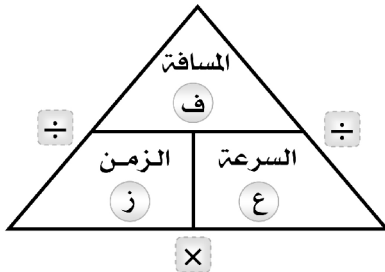 المسافة
ف
÷ ÷
السرعة الزمن
ع ز
×